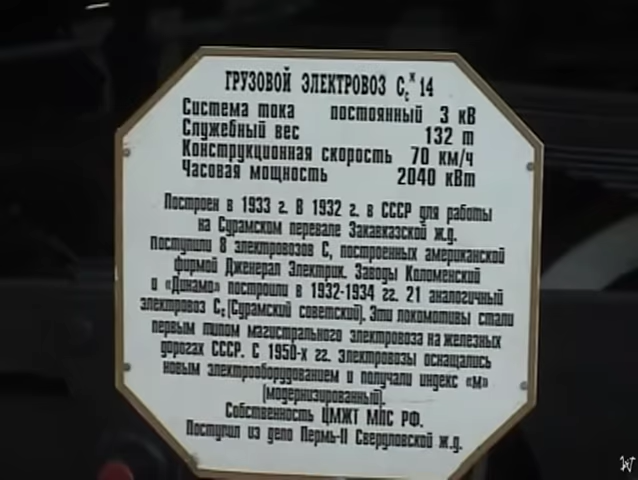 ГРУЗОВОЙ ЭЛЕКТРОВОЗ Ссᴹ 14
Система тока постоянный 3 кВ
Служебный вес 132 т
Конструкционная скорость 70 км/ч
Часовая мощность 2040 кВт
Построен в 1933 г. В 1932 г. в СССР для работы
на Сурамском перевале Закавказской ж.д.
поступили 8 электровозов С, построенных американской
фирмой Дженерал Электрик. Заводы Коломенский
и «Динамо» построили в 1932-1934 гг. 21 аналогичный
электровоз Сс (Сурамский советский). Эти локомотивы стали
первым типом магистрального электровоза на железных
дорогах СССР. С 1950-х гг. электровозы оснащались
новым электрооборудованием и получали индекс «М»
(модернизированный).
Собственность ЦМЖТ МПС РФ.
Поступил из депо Пермь-II Свердловской ж.д.